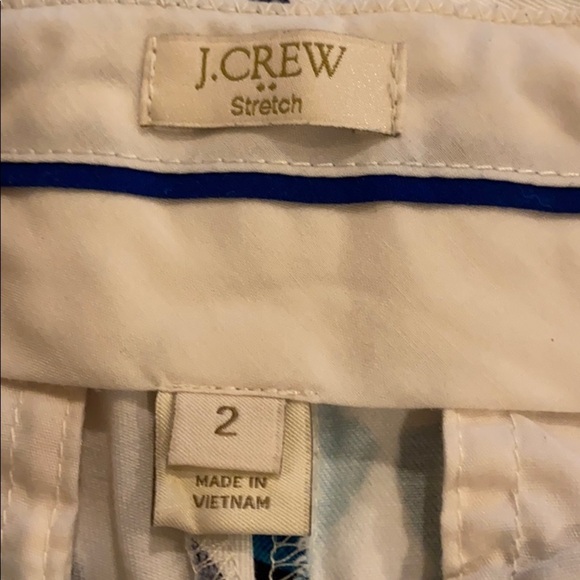 J.CREW
Stretch
2
MADE IN
VIETNAM